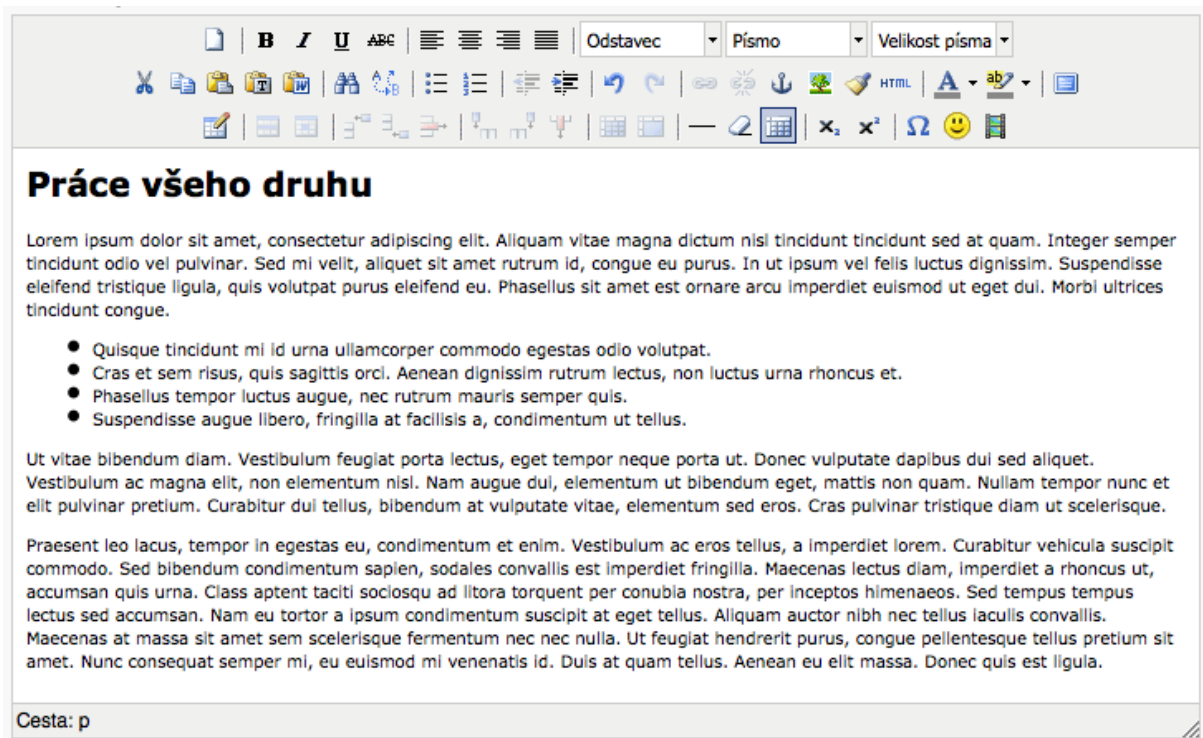 B I U ABC Odstavec Písmo Velikost písma
HTML A ab
x₂ x² Ω
Práce všeho druhu
Lorem ipsum dolor sit amet, consectetur adipiscing elit. Aliquam vitae magna dictum nisl tincidunt tincidunt sed at quam. Integer semper
tincidunt odio vel pulvinar. Sed mi velit, aliquet sit amet rutrum id, congue eu purus. In ut ipsum vel felis luctus dignissim. Suspendisse
eleifend tristique ligula, quis volutpat purus eleifend eu. Phasellus sit amet est ornare arcu imperdiet euismod ut eget dui. Morbi ultrices
tincidunt congue.
• Quisque tincidunt mi id urna ullamcorper commodo egestas odio volutpat.
• Cras et sem risus, quis sagittis orci. Aenean dignissim rutrum lectus, non luctus urna rhoncus et.
• Phasellus tempor luctus augue, nec rutrum mauris semper quis.
• Suspendisse augue libero, fringilla at facilisis a, condimentum ut tellus.
Ut vitae bibendum diam. Vestibulum feugiat porta lectus, eget tempor neque porta ut. Donec vulputate dapibus dui sed aliquet.
Vestibulum ac magna elit, non elementum nisl. Nam augue dui, elementum ut bibendum eget, mattis non quam. Nullam tempor nunc et
elit pulvinar pretium. Curabitur dui tellus, bibendum at vulputate vitae, elementum sed eros. Cras pulvinar tristique diam ut scelerisque.
Praesent leo lacus, tempor in egestas eu, condimentum et enim. Vestibulum ac eros tellus, a imperdiet lorem. Curabitur vehicula suscipit
commodo. Sed bibendum condimentum sapien, sodales convallis est imperdiet fringilla. Maecenas lectus diam, imperdiet a rhoncus ut,
accumsan quis urna. Class aptent taciti sociosqu ad litora torquent per conubia nostra, per inceptos himenaeos. Sed tempus tempus
lectus sed accumsan. Nam eu tortor a ipsum condimentum suscipit at eget tellus. Aliquam auctor nibh nec tellus iaculis convallis.
Maecenas at massa sit amet sem scelerisque fermentum nec nec nulla. Ut feugiat hendrerit purus, congue pellentesque tellus pretium sit
amet. Nunc consequat semper mi, eu euismod mi venenatis id. Duis at quam tellus. Aenean eu elit massa. Donec quis est ligula.
Cesta: p